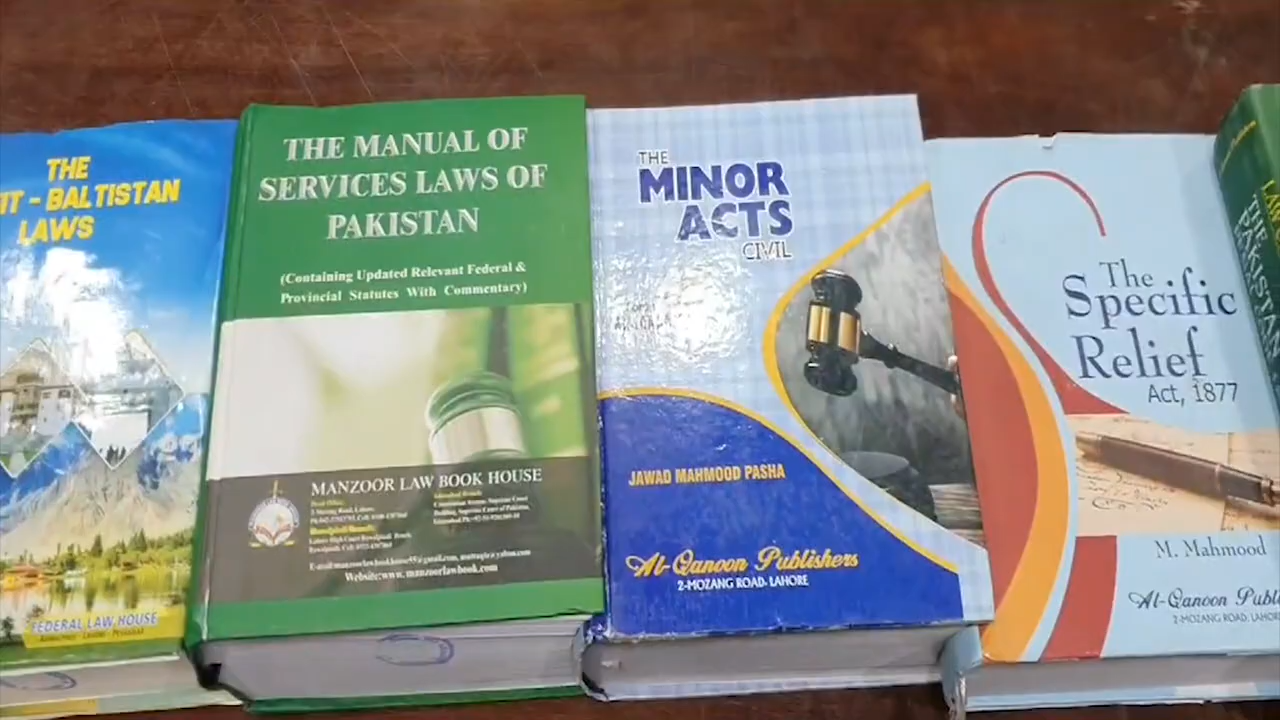 THE
IT - BALTISTAN
LAWS
FEDERAL LAW HOUSE
THE MANUAL OF
SERVICES LAWS OF
PAKISTAN
(Containing Updated Relevant Federal &
Provincial Statutes With Commentary)
MANZOOR LAW BOOK HOUSE
Website:www. manzoorlawbook.com
THE
MINOR
ACTS
CIVIL
JAWAD MAHMOOD PASHA
Al-Qanoon Publishers
2-MOZANG ROAD, LAHORE
The
Specific
Relief
Act, 1877
M. Mahmood
Al-Qanoon Publi
2-MOZANG ROAD, LAHOR
THE
PAKISTAN